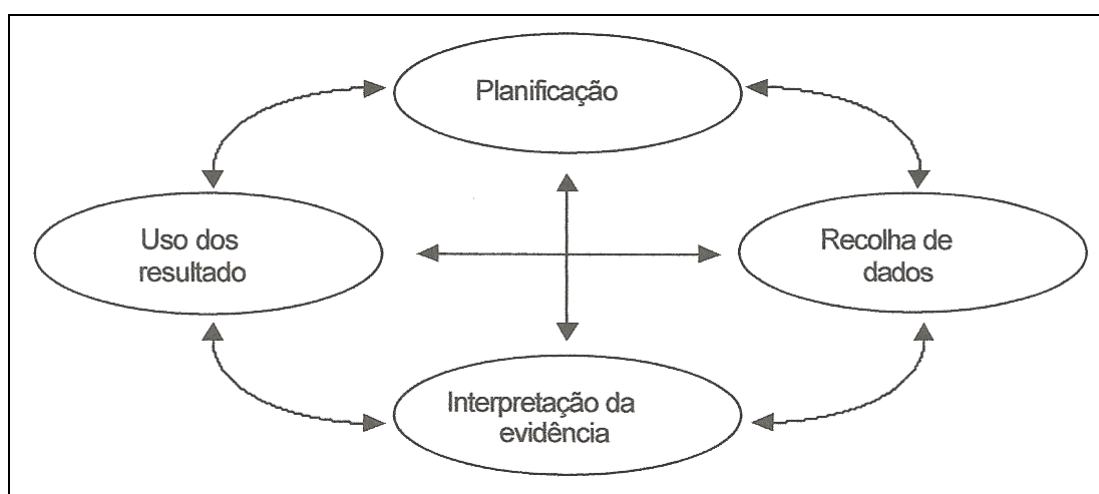 Planificação
Uso dos
resultado
Recolha de
dados
Interpretação da
evidência